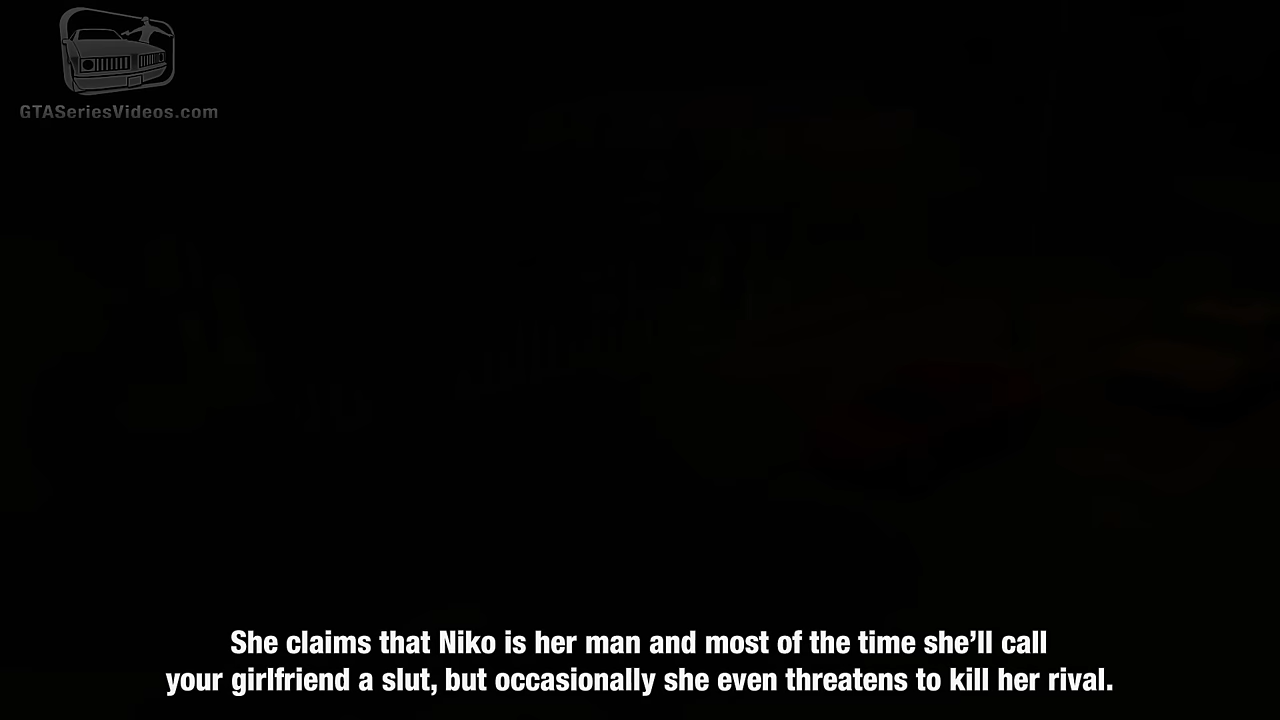 GTASeriesVideos.com
She claims that Niko is her man and most of the time she’ll call
your girlfriend a slut, but occasionally she even threatens to kill her rival.